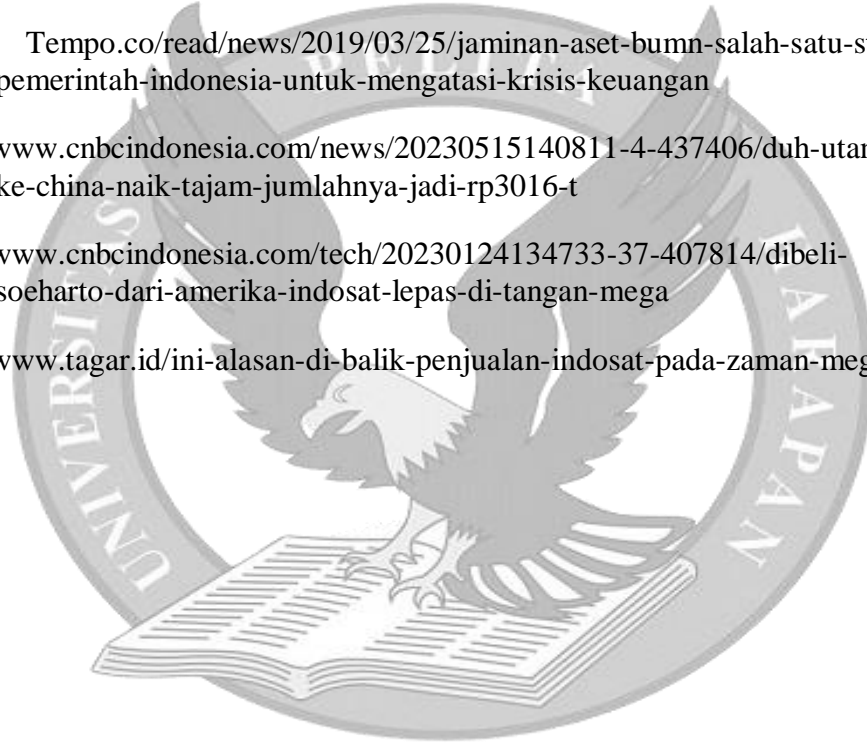 Tempo.co/read/news/2019/03/25/jaminan-aset-bumn-salah-satu-s
pemerintah-indonesia-untuk-mengatasi-krisis-keuangan
www.cnbcindonesia.com/news/20230515140811-4-437406/duh-utan
ke-china-naik-tajam-jumlahnya-jadi-rp3016-t
www.cnbcindonesia.com/tech/20230124134733-37-407814/dibeli-
soeharto-dari-amerika-indosat-lepas-di-tangan-mega
www.tagar.id/ini-alasan-di-balik-penjualan-indosat-pada-zaman-meg
UNIVERSITAS PELITA HARAPAN